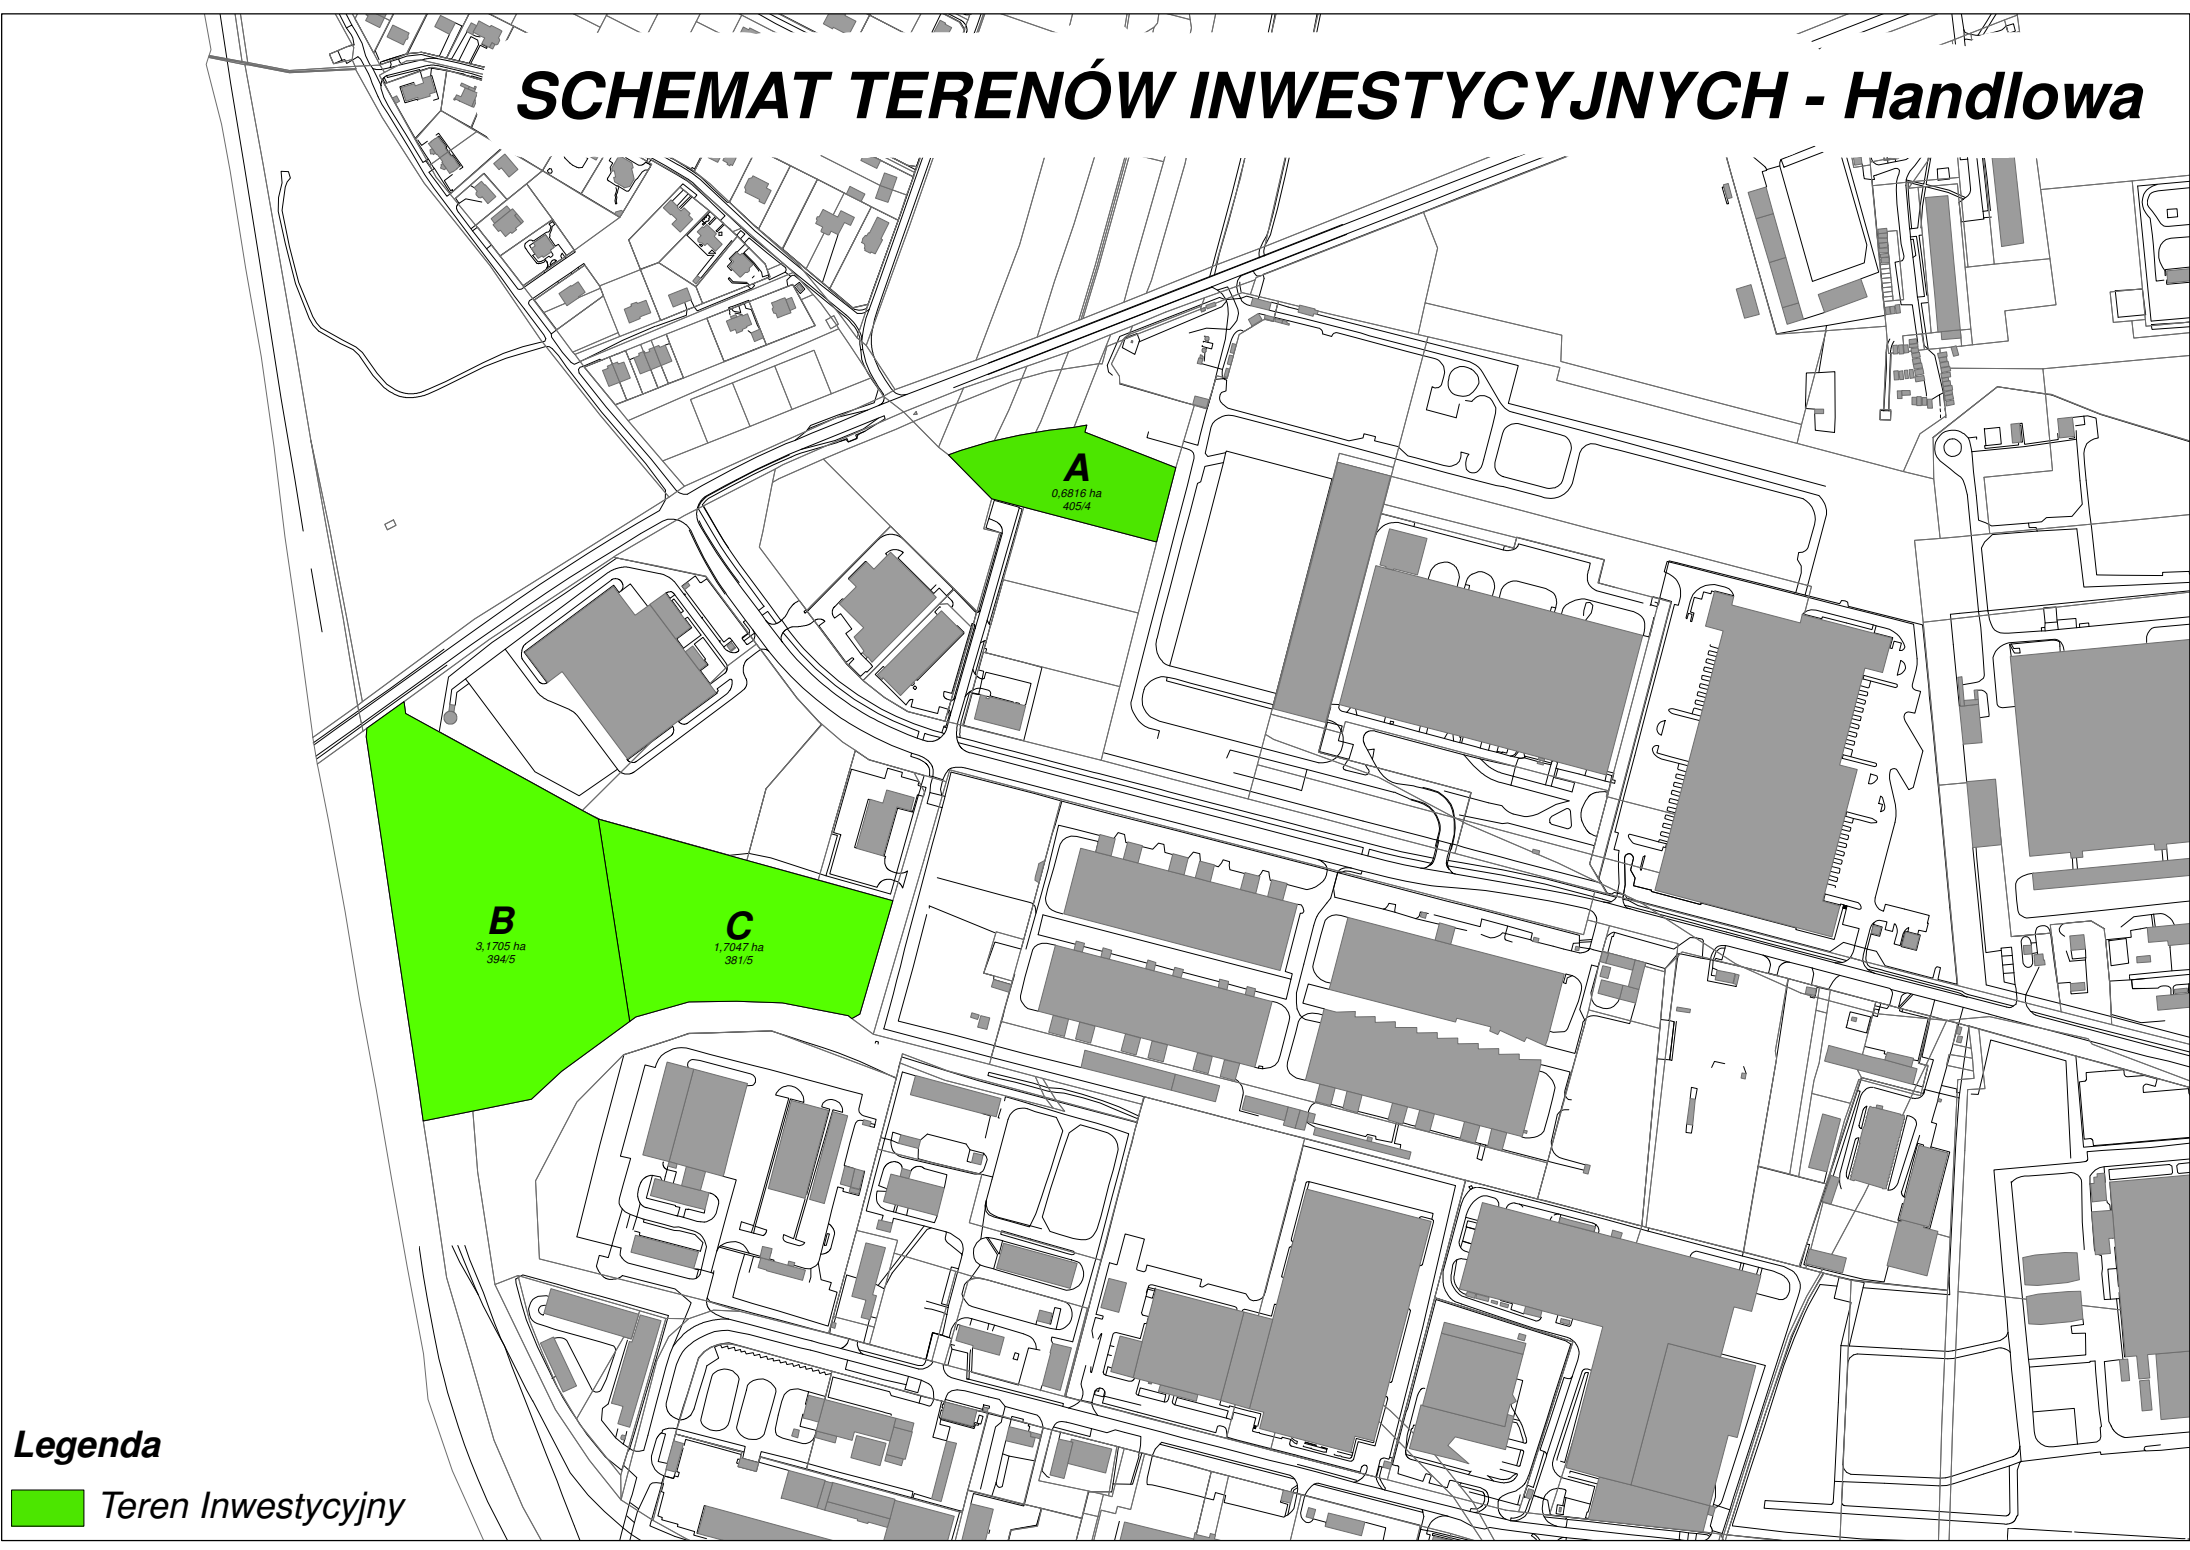 SCHEMAT TERENÓW INWESTYCYJNYCH - Handlowa
A
0,6816 ha
405/4
B
3,1705 ha
394/5
C
1,7047 ha
381/5
Legenda
Teren Inwestycyjny